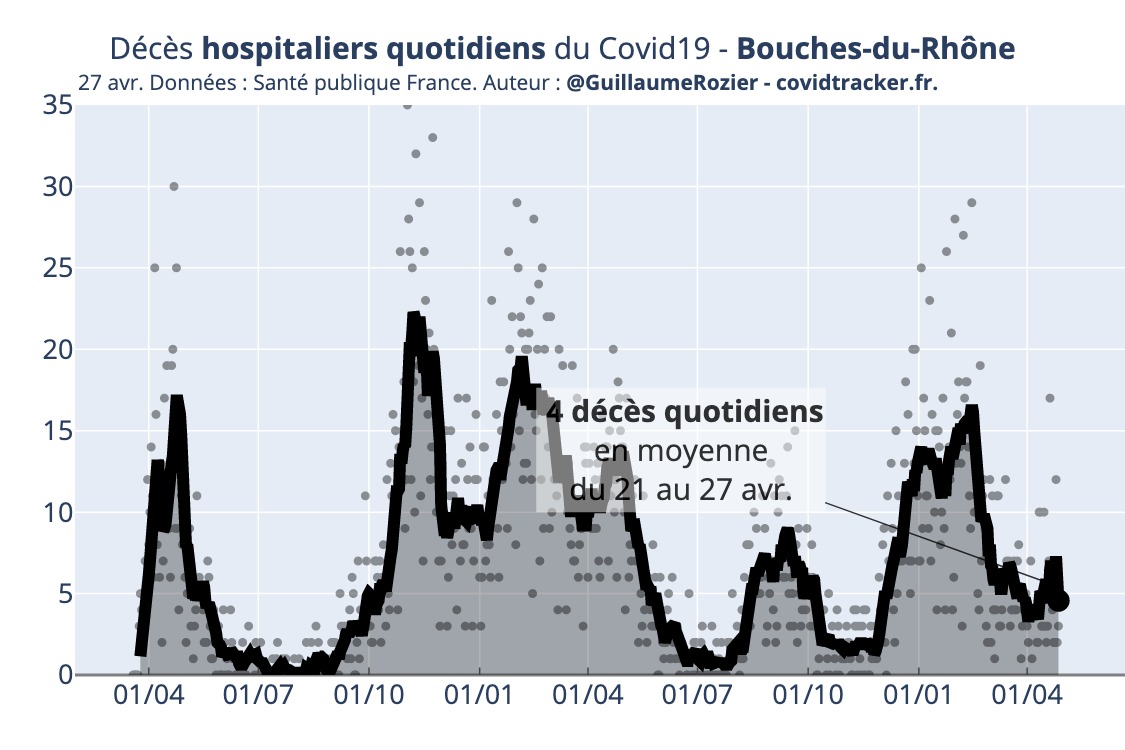 Décès hospitaliers quotidiens du Covid19 - Bouches-du-Rhône
27 avr. Données : Santé publique France. Auteur : @GuillaumeRozier - covidtracker.fr.
35
30
25
20
15
10
5
0
4 décès quotidiens
en moyenne
du 21 au 27 avr.
01/04 01/07 01/10 01/01 01/04 01/07 01/10 01/01 01/04